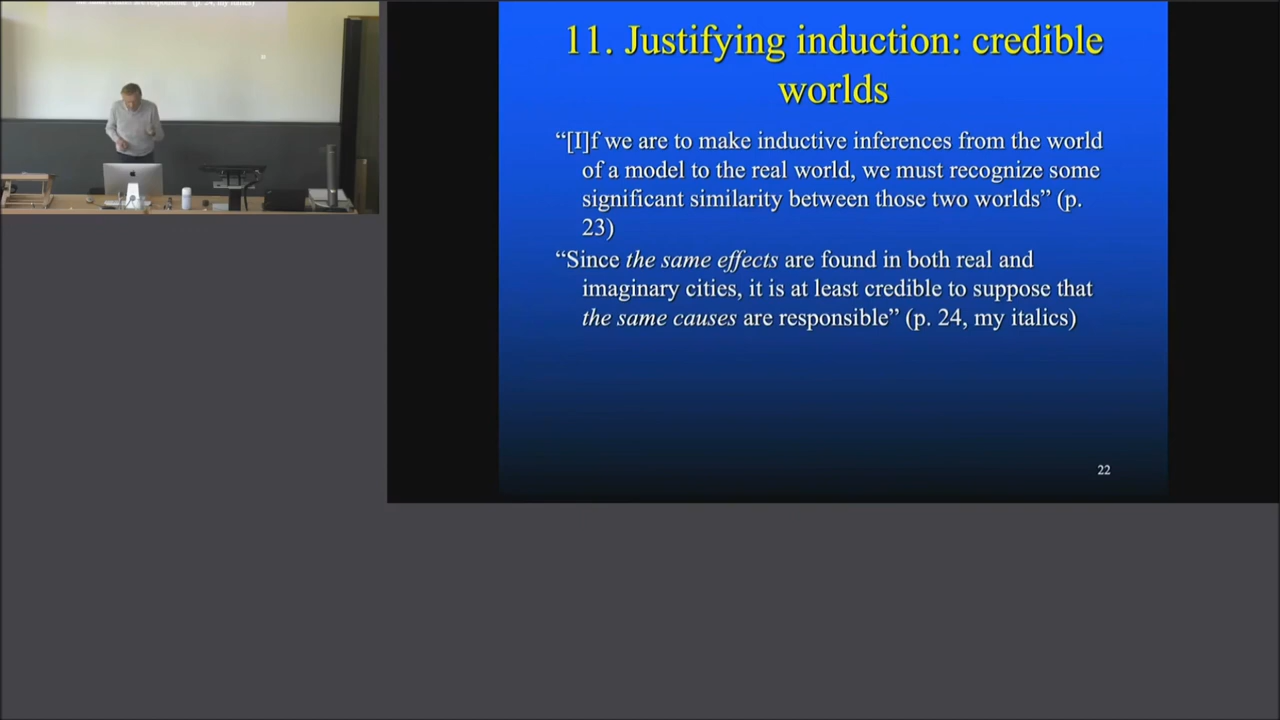 11. Justifying induction: credible
worlds
“[I]f we are to make inductive inferences from the world
of a model to the real world, we must recognize some
significant similarity between those two worlds” (p.
23)
“Since the same effects are found in both real and
imaginary cities, it is at least credible to suppose that
the same causes are responsible” (p. 24, my italics)
22